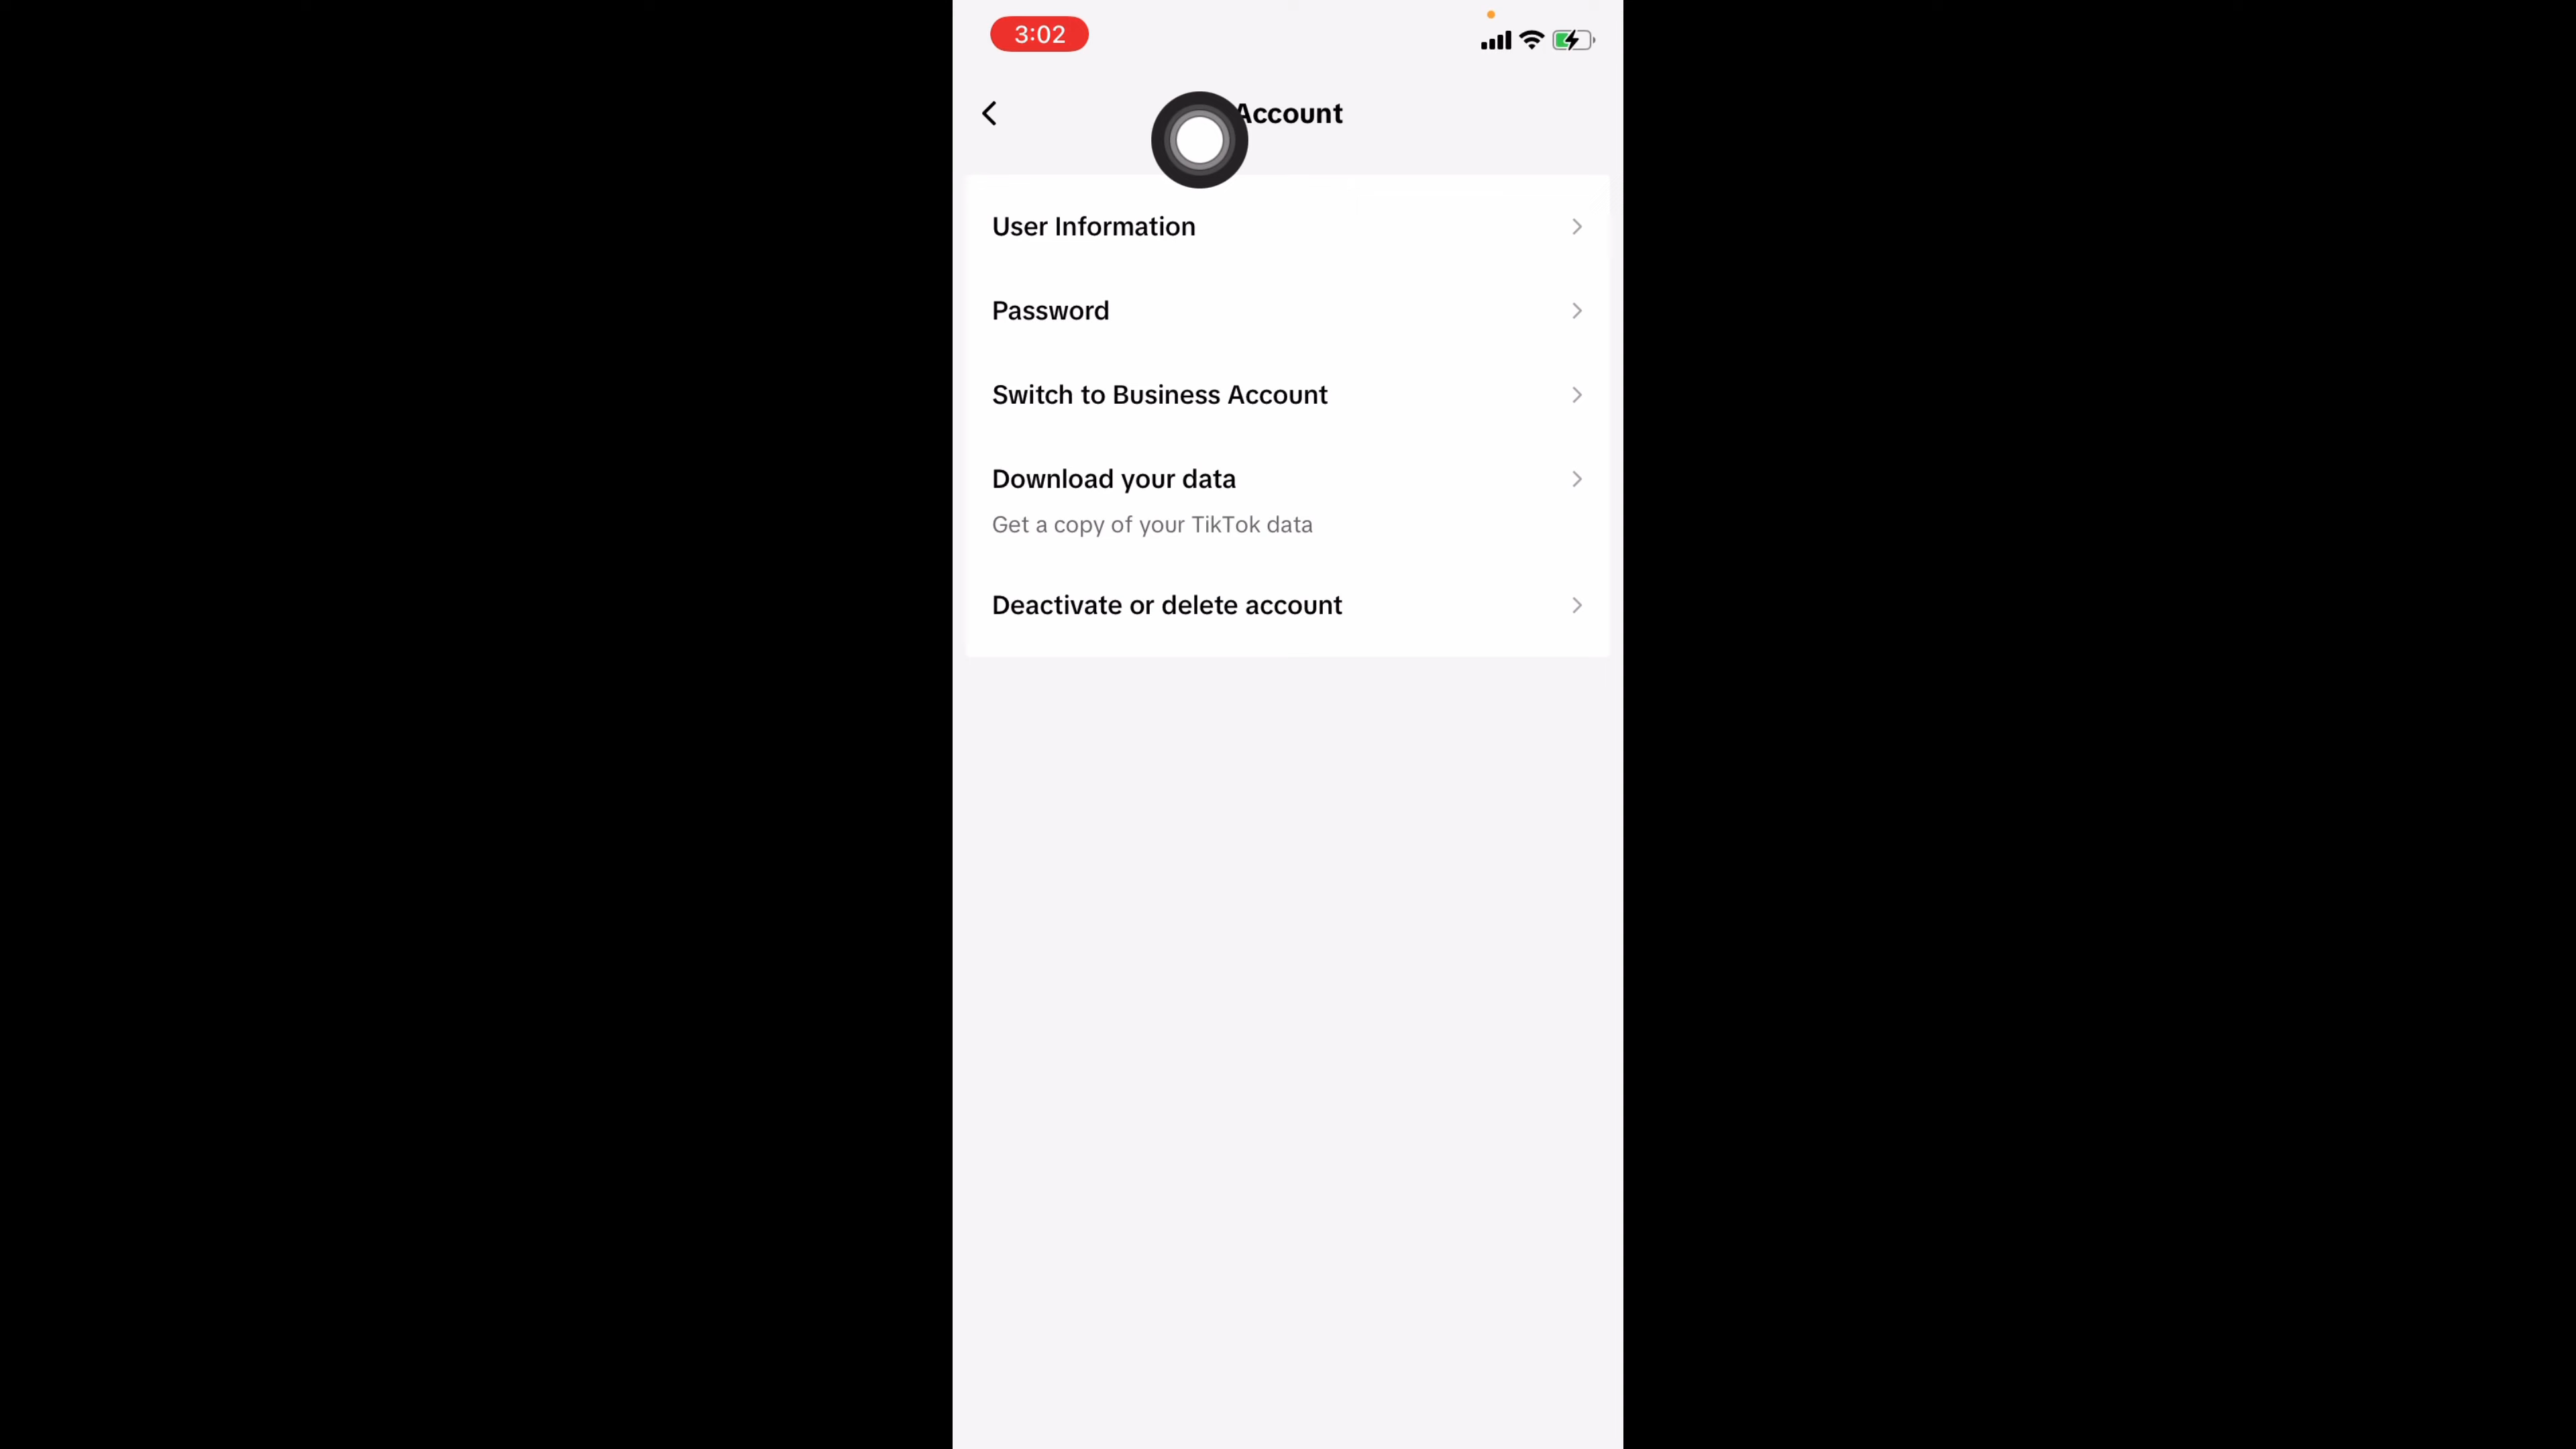 3:02
Account
User Information
Password
Switch to Business Account
Download your data
Get a copy of your TikTok data
Deactivate or delete account